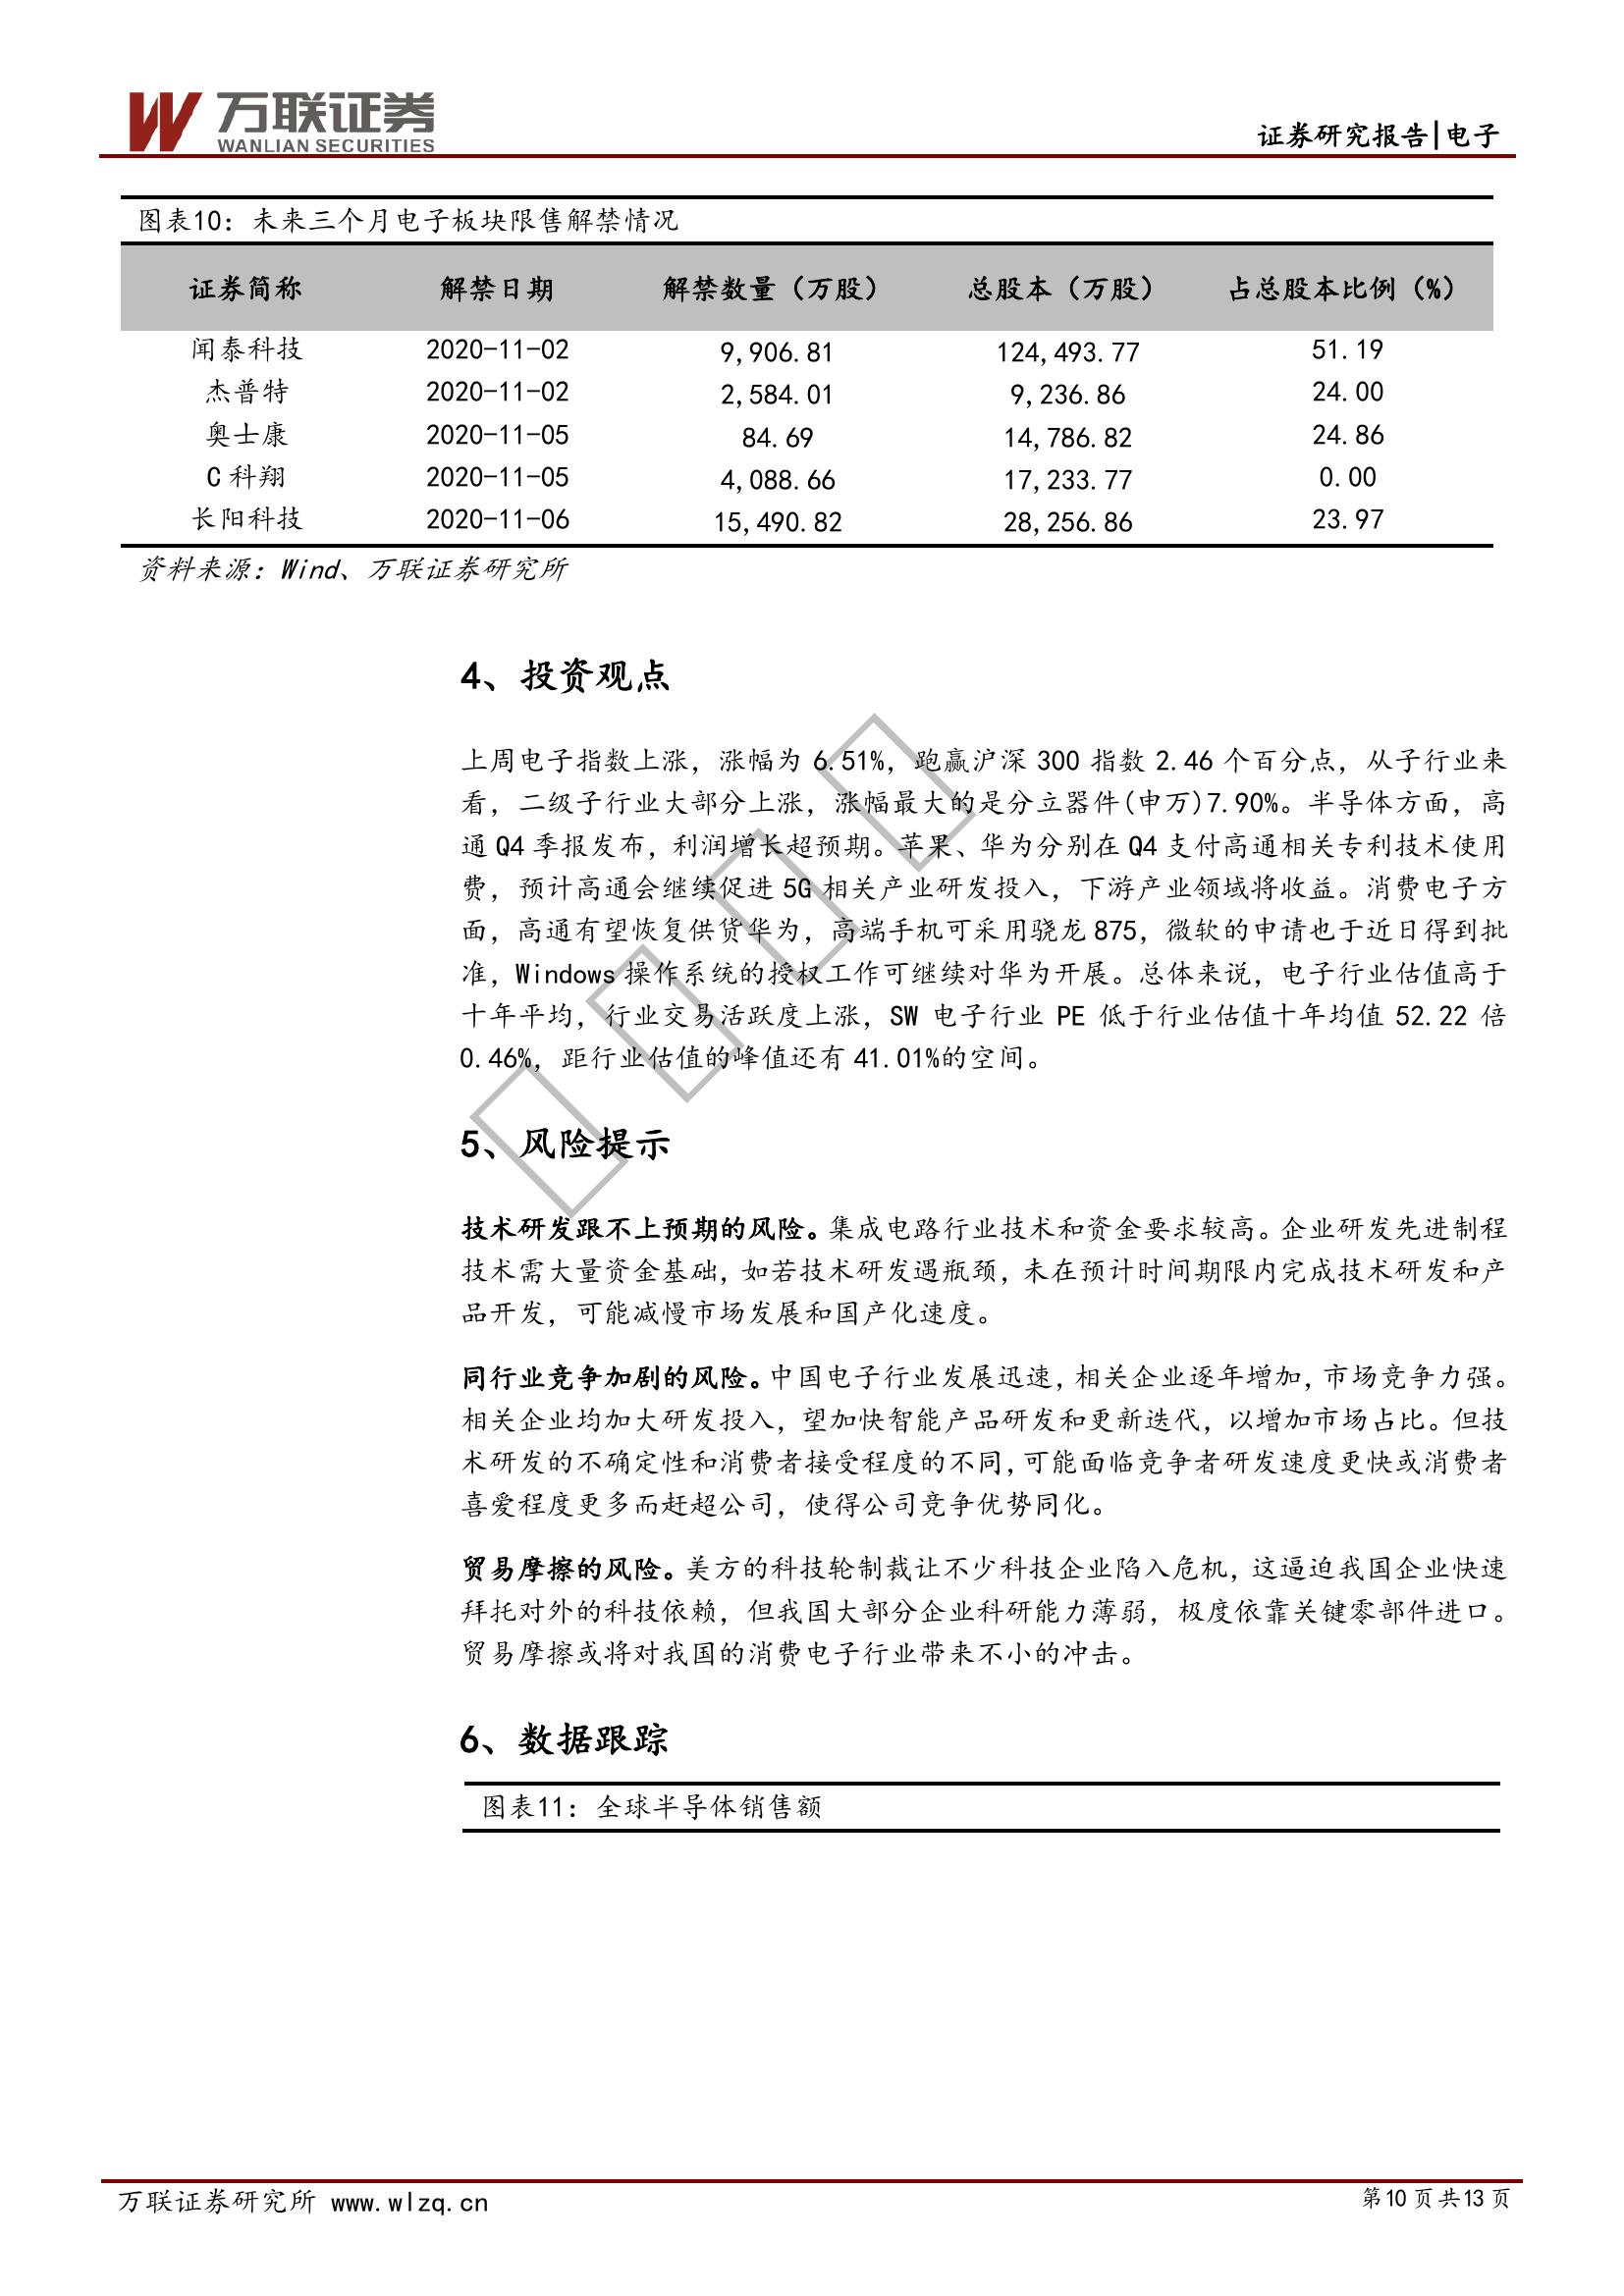 万联证券
WANLIAN SECURITIES
证券研究报告|电子
图表10：未来三个月电子板块限售解禁情况
证券简称 解禁日期 解禁数量（万股） 总股本（万股） 占总股本比例（%）
闻泰科技 2020-11-02 9,906.81 124,493.77 51.19
杰普特 2020-11-02 2,584.01 9,236.86 24.00
奥士康 2020-11-05 84.69 14,786.82 24.86
C科翔 2020-11-05 4,088.66 17,233.77 0.00
长阳科技 2020-11-06 15,490.82 28,256.86 23.97
资料来源：Wind、万联证券研究所
4、投资观点
上周电子指数上涨，涨幅为 6.51%，跑赢沪深 300 指数 2.46 个百分点，从子行业来
看，二级子行业大部分上涨，涨幅最大的是分立器件(申万)7.90%。半导体方面，高
通 Q4 季报发布，利润增长超预期。苹果、华为分别在 Q4 支付高通相关专利技术使用
费，预计高通会继续促进 5G 相关产业研发投入，下游产业领域将收益。消费电子方
面，高通有望恢复供货华为，高端手机可采用骁龙 875，微软的申请也于近日得到批
准，Windows 操作系统的授权工作可继续对华为开展。总体来说，电子行业估值高于
十年平均，行业交易活跃度上涨，SW 电子行业 PE 低于行业估值十年均值 52.22 倍
0.46%，距行业估值的峰值还有 41.01%的空间。
5、风险提示
技术研发跟不上预期的风险。集成电路行业技术和资金要求较高。企业研发先进制程
技术需大量资金基础，如若技术研发遇瓶颈，未在预计时间期限内完成技术研发和产
品开发，可能减慢市场发展和国产化速度。
同行业竞争加剧的风险。中国电子行业发展迅速，相关企业逐年增加，市场竞争力强。
相关企业均加大研发投入，望加快智能产品研发和更新迭代，以增加市场占比。但技
术研发的不确定性和消费者接受程度的不同，可能面临竞争者研发速度更快或消费者
喜爱程度更多而赶超公司，使得公司竞争优势同化。
贸易摩擦的风险。美方的科技轮制裁让不少科技企业陷入危机，这逼迫我国企业快速
拜托对外的科技依赖，但我国大部分企业科研能力薄弱，极度依靠关键零部件进口。
贸易摩擦或将对我国的消费电子行业带来不小的冲击。
6、数据跟踪
图表11：全球半导体销售额
万联证券研究所 www.wlzq.cn
第10页共13页